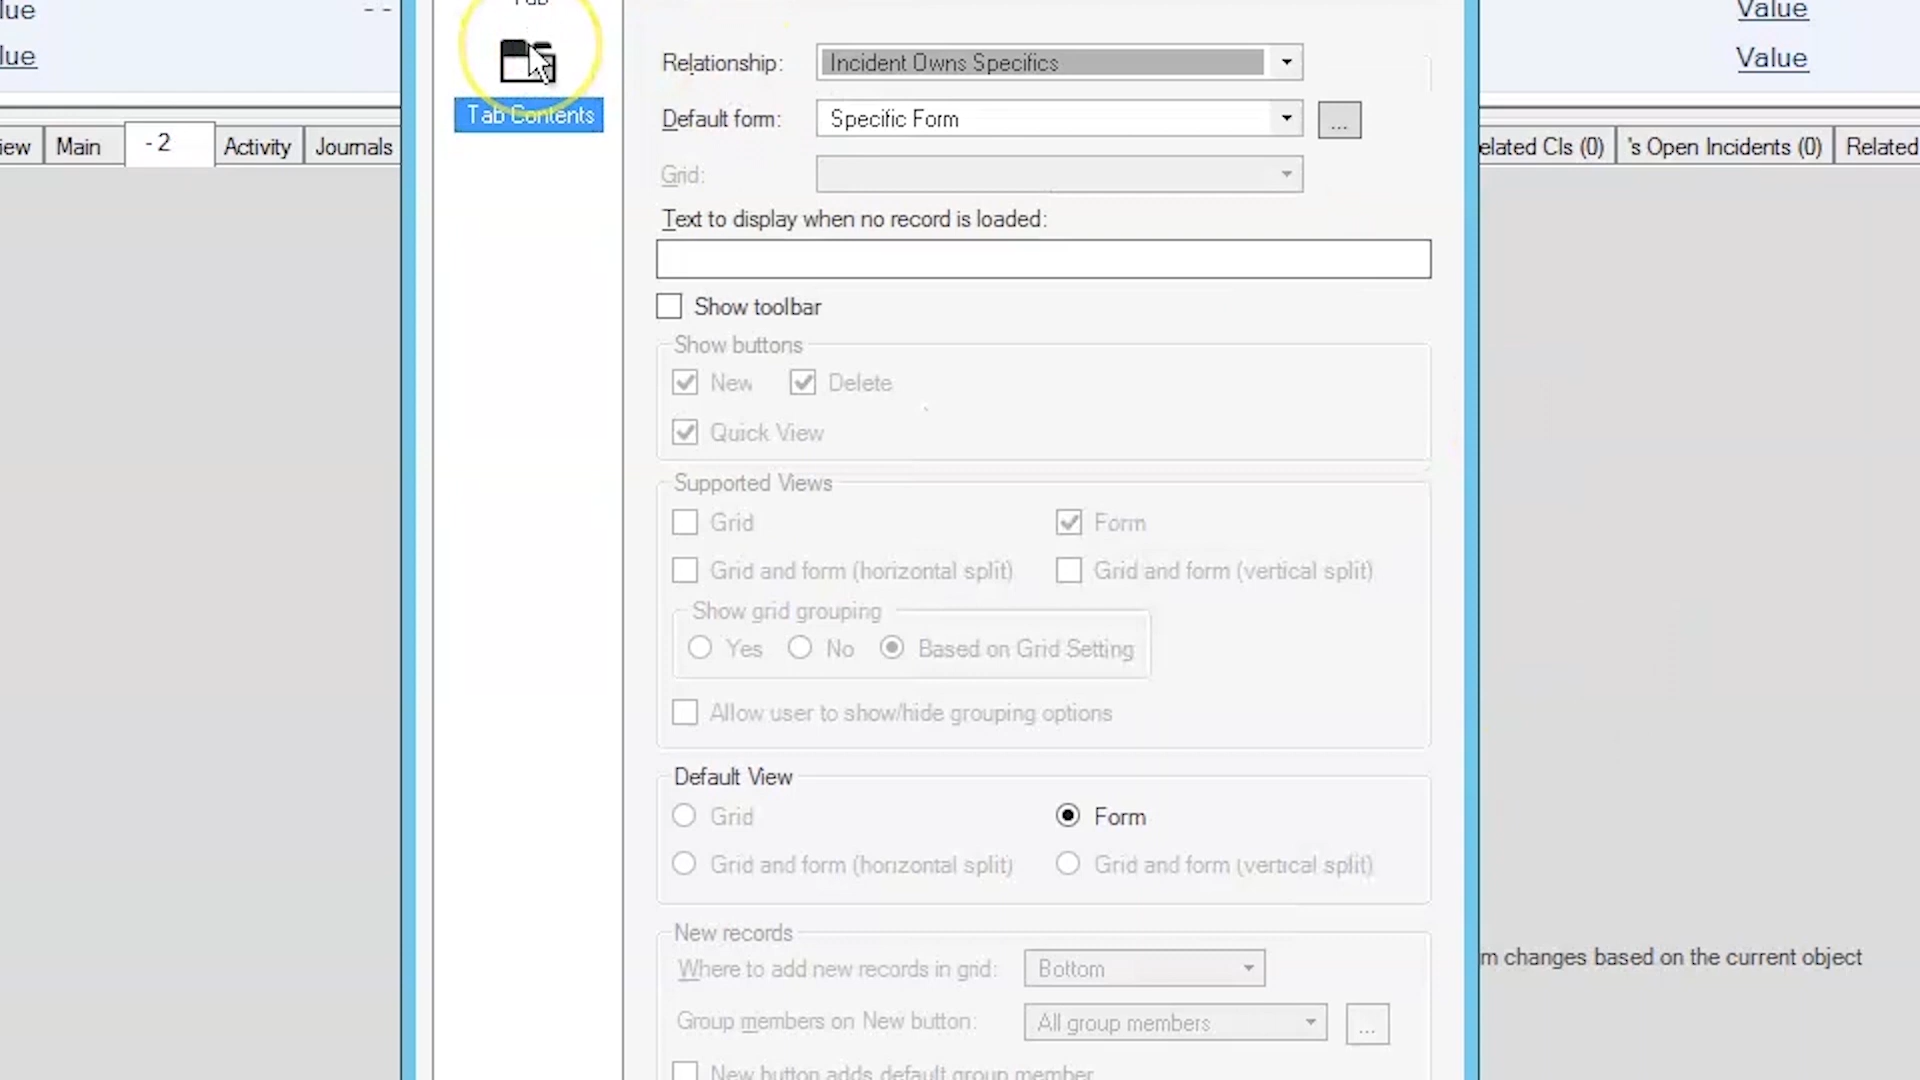 lue
--
lue
iew
Main
- 2
Activity
Journals
Tab Contents
Relationship:
Incident Owns Specifics
Default form:
Specific Form
...
Grid:
Text to display when no record is loaded:
Show toolbar
Show buttons
New
Delete
Quick View
Supported Views
Grid
Form
Grid and form (horizontal split)
Grid and form (vertical split)
Show grid grouping
Yes
No
Based on Grid Setting
Allow user to show/hide grouping options
Default View
Grid
Form
Grid and form (horizontal split)
Grid and form (vertical split)
New records
Where to add new records in grid:
Bottom
Group members on New button:
All group members
...
New button adds default group member
Value
Value
elated CIs (0)
's Open Incidents (0)
Related
m changes based on the current object